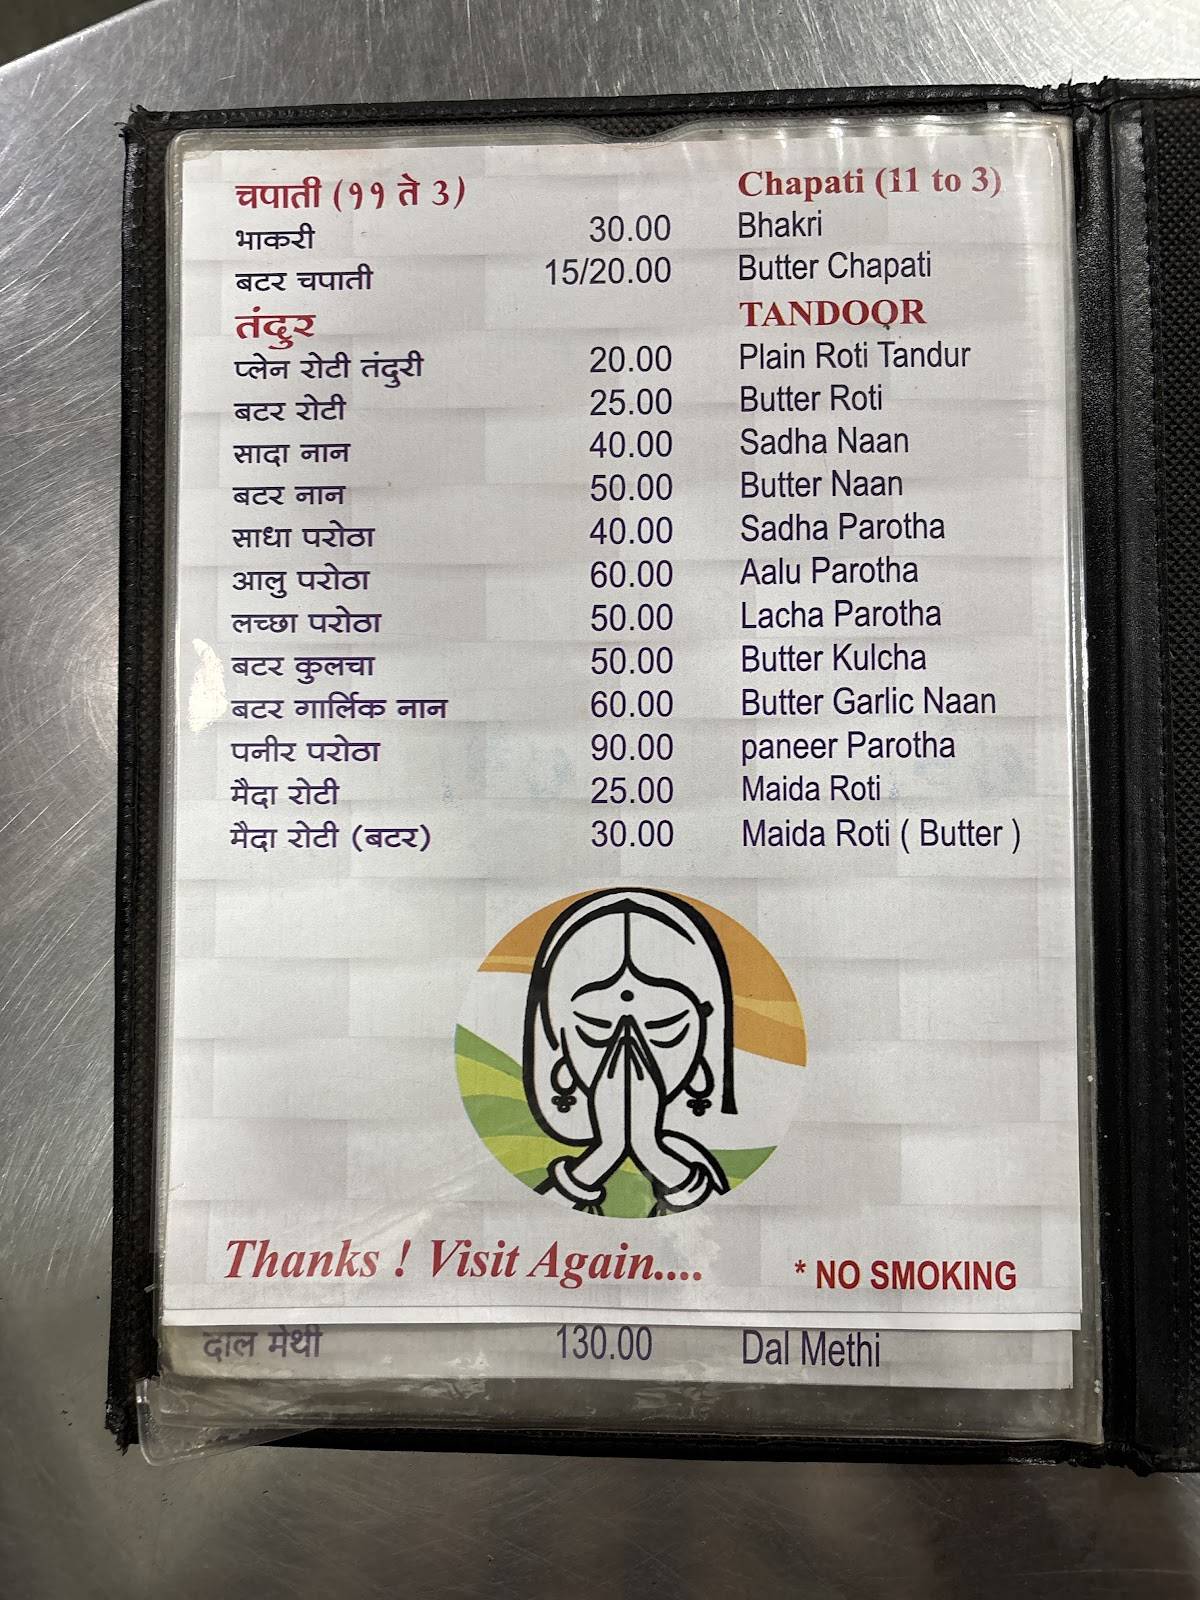 चपाती (११ ते 3) Chapati (11 to 3)
भाकरी 30.00 Bhakri
बटर चपाती 15/20.00 Butter Chapati
तंदुर TANDOOR
प्लेन रोटी तंदुरी 20.00 Plain Roti Tandur
बटर रोटी 25.00 Butter Roti
सादा नान 40.00 Sadha Naan
बटर नान 50.00 Butter Naan
साधा परोठा 40.00 Sadha Parotha
आलु परोठा 60.00 Aalu Parotha
लच्छा परोठा 50.00 Lacha Parotha
बटर कुलचा 50.00 Butter Kulcha
बटर गार्लिक नान 60.00 Butter Garlic Naan
पनीर परोठा 90.00 paneer Parotha
मैदा रोटी 25.00 Maida Roti
मैदा रोटी (बटर) 30.00 Maida Roti ( Butter )
Thanks ! Visit Again.... * NO SMOKING
दाल मेथी 130.00 Dal Methi